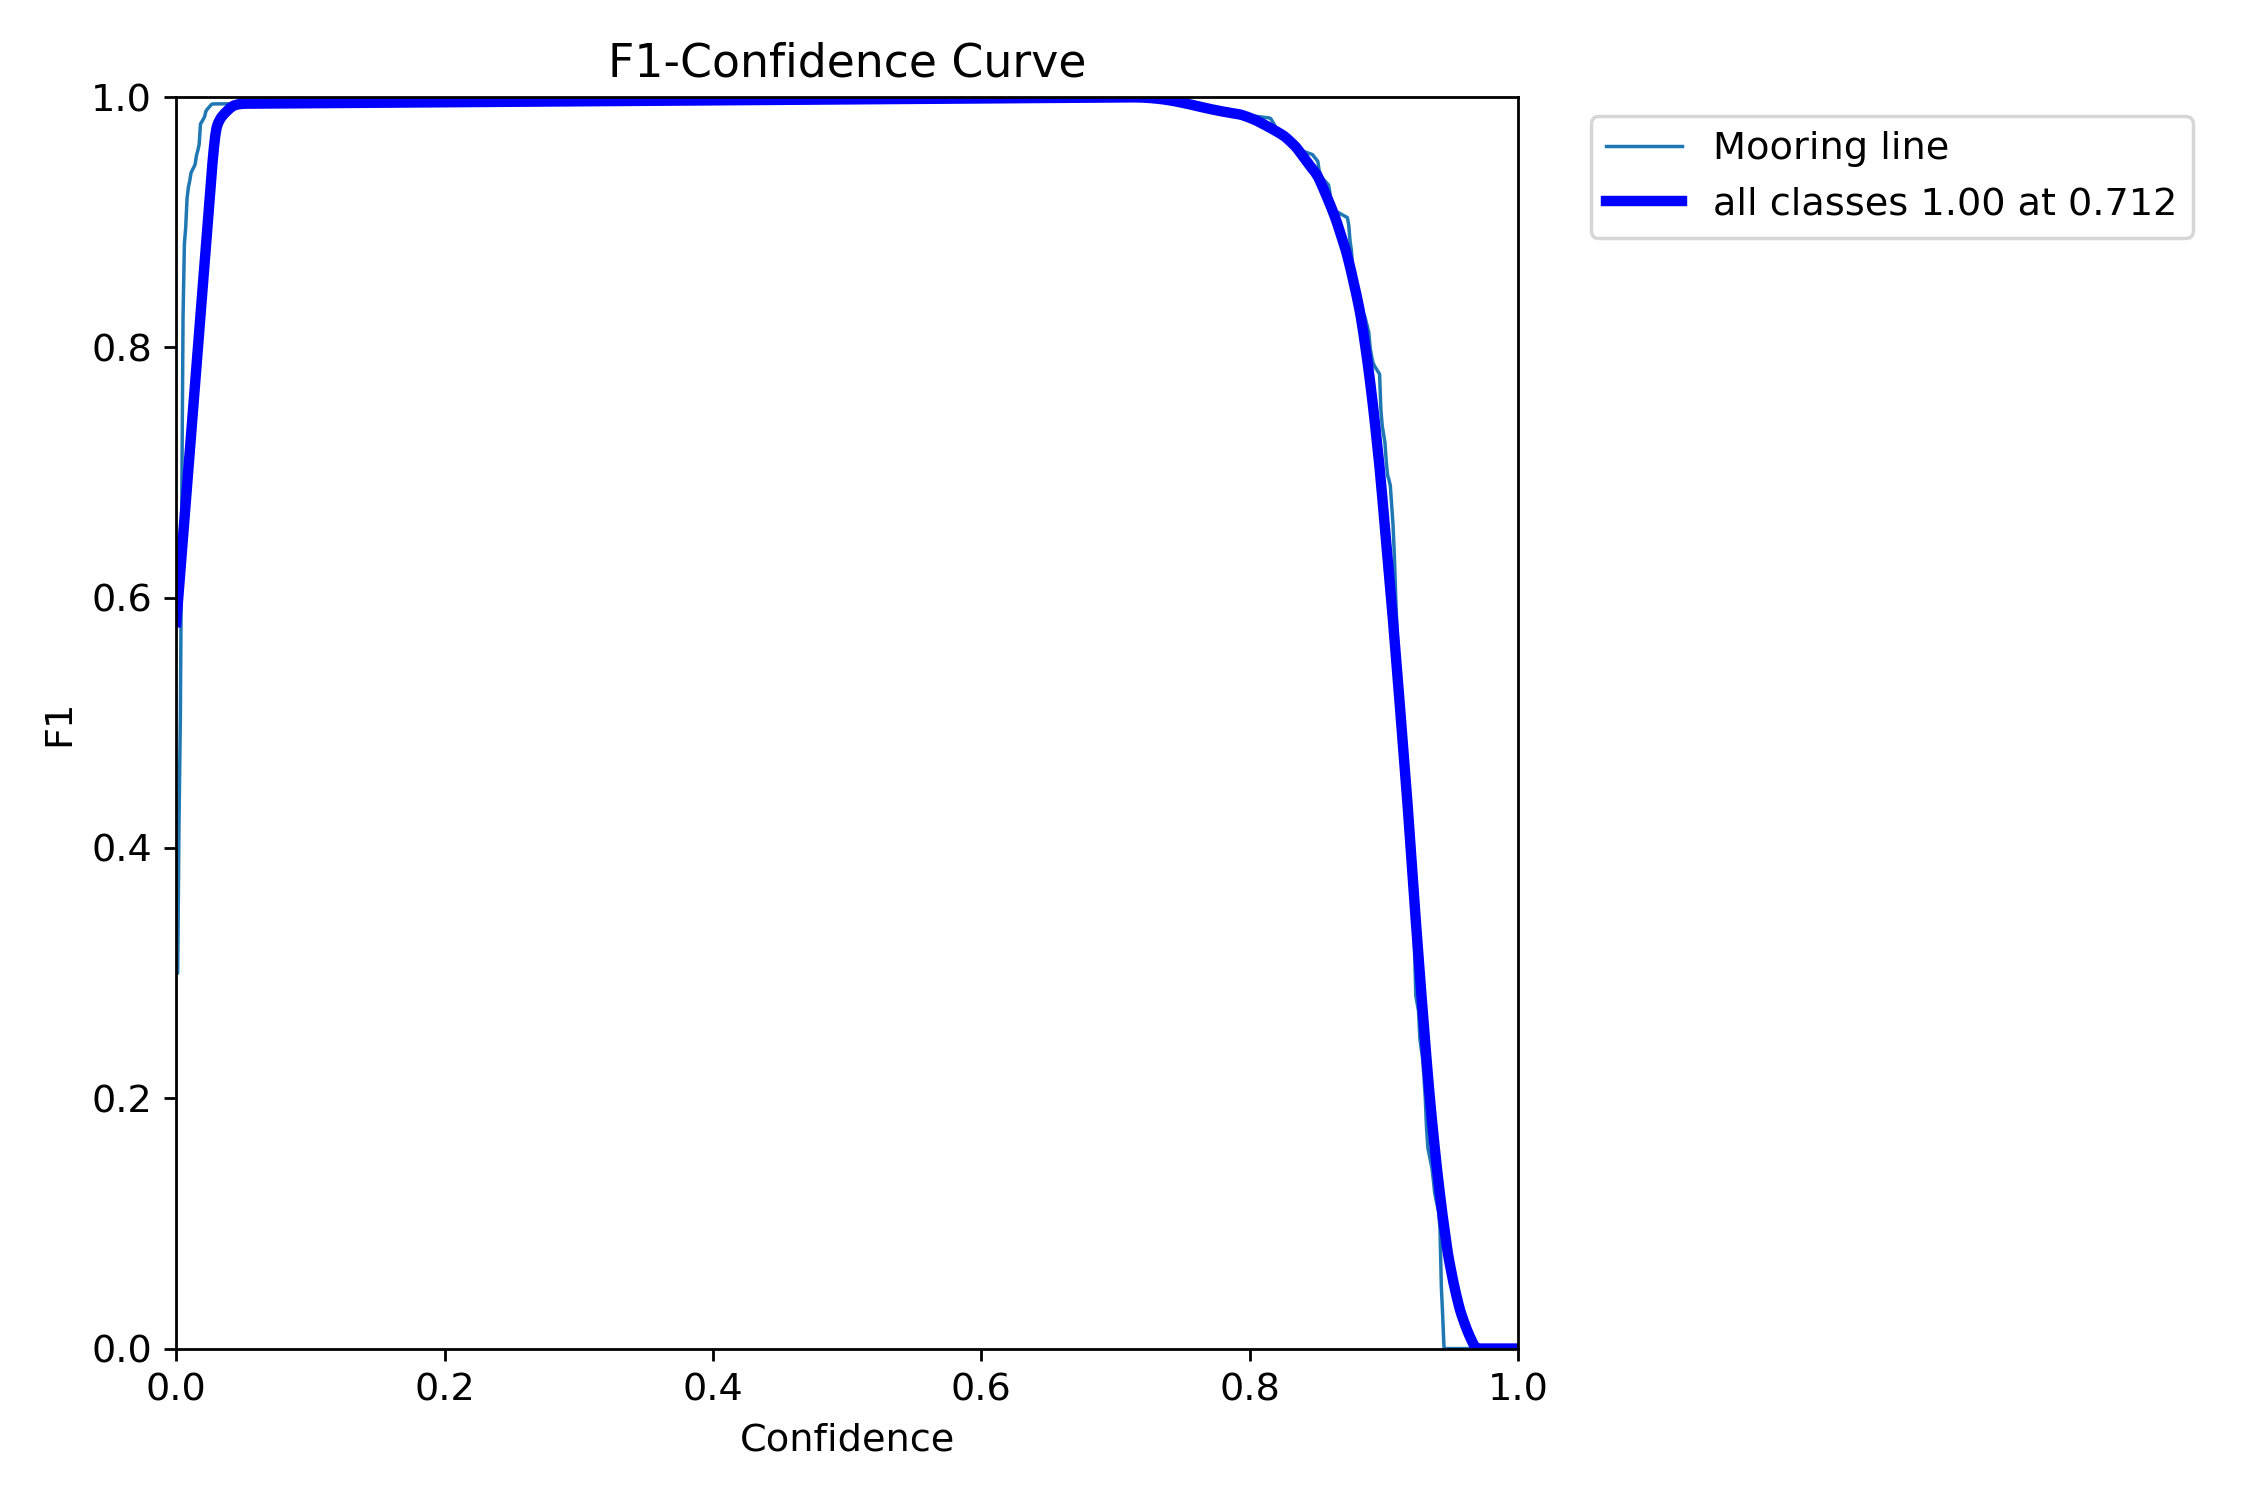 F1-Confidence Curve
1.0
0.8
0.6
0.4
0.2
0.0
F1
0.0 0.2 0.4 0.6 0.8 1.0
Confidence
Mooring line
all classes 1.00 at 0.712